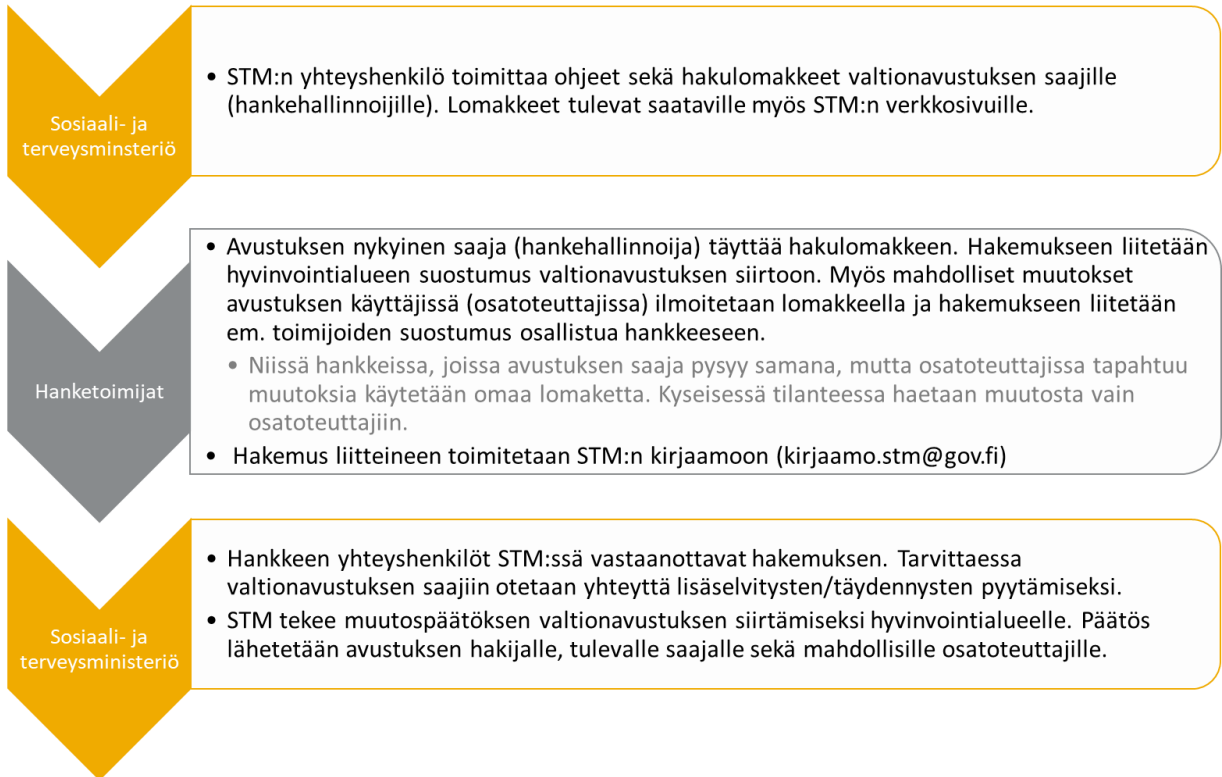 Sosiaali- ja
terveysminsteriö
• STM:n yhteyshenkilö toimittaa ohjeet sekä hakulomakkeet valtionavustuksen saajille
(hankehallinnoijille). Lomakkeet tulevat saataville myös STM:n verkkosivuille.
Hanketoimijat
• Avustuksen nykyinen saaja (hankehallinnoija) täyttää hakulomakkeen. Hakemukseen liitetään
hyvinvointialueen suostumus valtionavustuksen siirtoon. Myös mahdolliset muutokset
avustuksen käyttäjissä (osatoteuttajissa) ilmoitetaan lomakkeella ja hakemukseen liitetään
em. toimijoiden suostumus osallistua hankkeeseen.
• Niissä hankkeissa, joissa avustuksen saaja pysyy samana, mutta osatoteuttajissa tapahtuu
muutoksia käytetään omaa lomaketta. Kyseisessä tilanteessa haetaan muutosta vain
osatoteuttajiin.
• Hakemus liitteineen toimitetaan STM:n kirjaamoon (kirjaamo.stm@gov.fi)
Sosiaali- ja
terveysministeriö
• Hankkeen yhteyshenkilöt STM:ssä vastaanottavat hakemuksen. Tarvittaessa
valtionavustuksen saajiin otetaan yhteyttä lisäselvitysten/täydennysten pyytämiseksi.
• STM tekee muutospäätöksen valtionavustuksen siirtämiseksi hyvinvointialueelle. Päätös
lähetetään avustuksen hakijalle, tulevalle saajalle sekä mahdollisille osatoteuttajille.